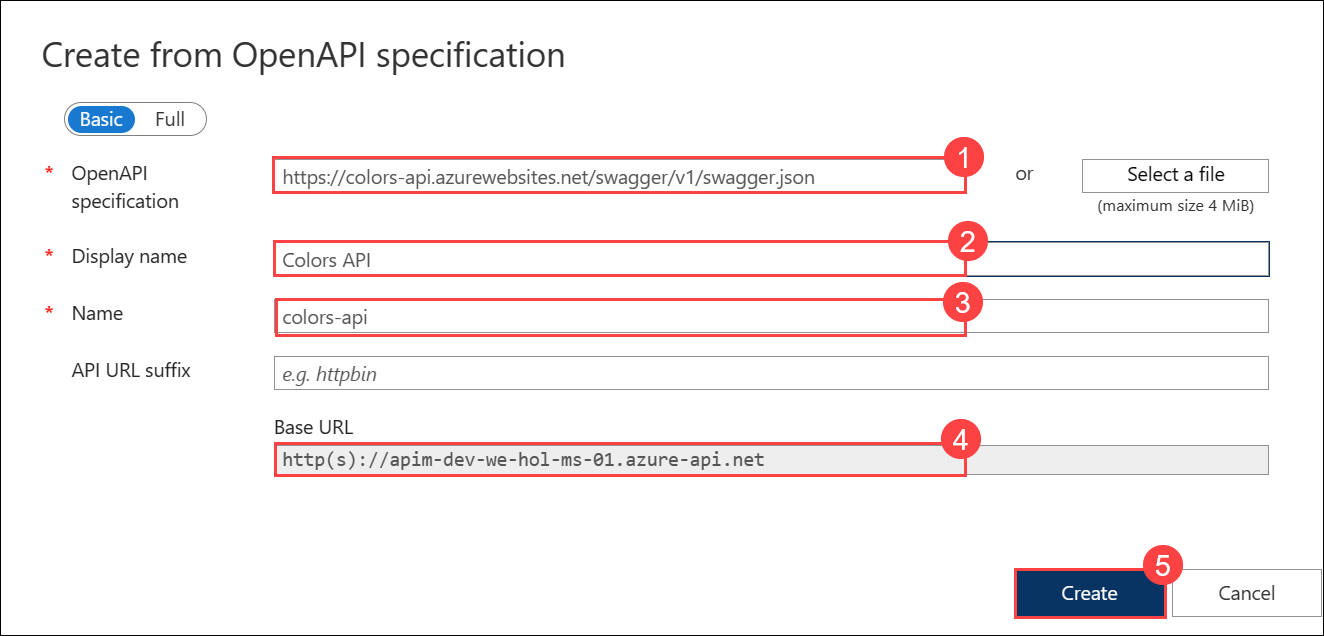 Create from OpenAPI specification
Basic Full
* OpenAPI specification
https://colors-api.azurewebsites.net/swagger/v1/swagger.json
1
or
Select a file
(maximum size 4 MiB)
* Display name
Colors API
2
* Name
colors-api
3
API URL suffix
e.g. httpbin
Base URL
http(s)://apim-dev-we-hol-ms-01.azure-api.net
4
5
Create
Cancel